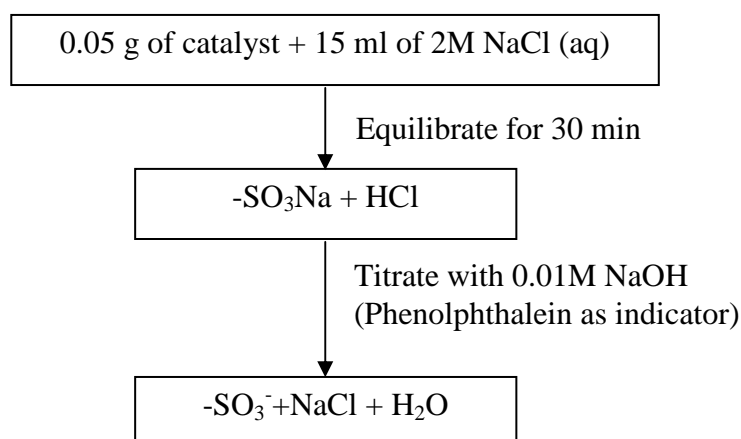 0.05 g of catalyst + 15 ml of 2M NaCl (aq)
Equilibrate for 30 min
-SO₃Na + HCl
Titrate with 0.01M NaOH
(Phenolphthalein as indicator)
-SO₃⁻+NaCl + H₂O